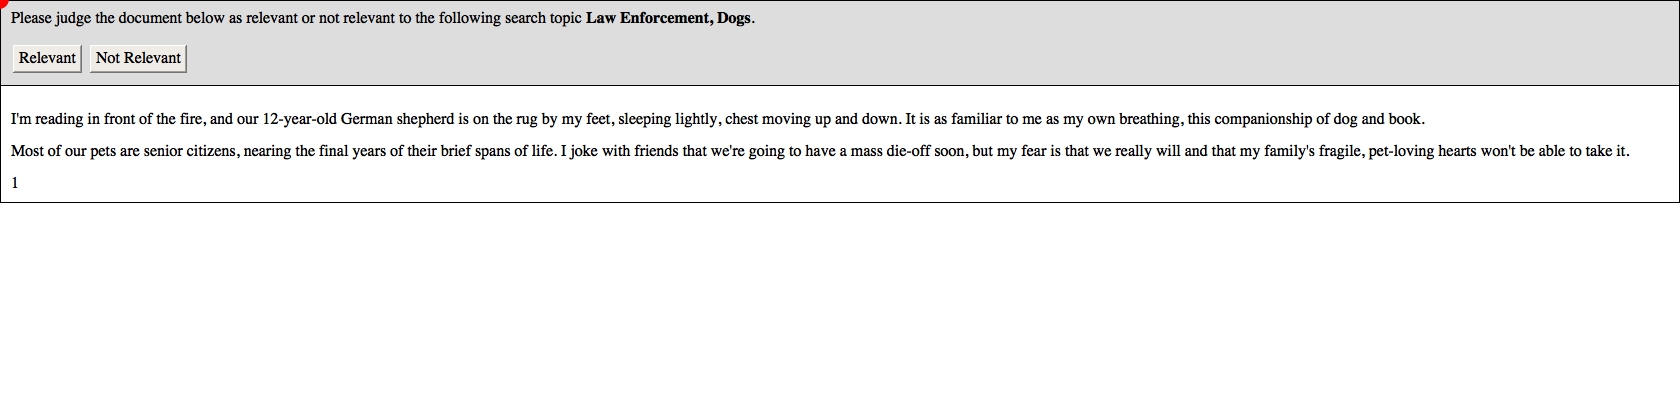 Please judge the document below as relevant or not relevant to the following search topic Law Enforcement, Dogs.
Relevant Not Relevant
I'm reading in front of the fire, and our 12-year-old German shepherd is on the rug by my feet, sleeping lightly, chest moving up and down. It is as familiar to me as my own breathing, this companionship of dog and book.
Most of our pets are senior citizens, nearing the final years of their brief spans of life. I joke with friends that we're going to have a mass die-off soon, but my fear is that we really will and that my family's fragile, pet-loving hearts won't be able to take it.
1